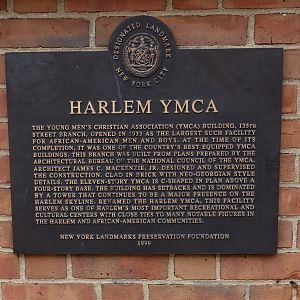 DESIGNATED LANDMARK
NEW YORK CITY
HARLEM YMCA
THE YOUNG MEN'S CHRISTIAN ASSOCIATION (YMCA) BUILDING, 135TH
STREET BRANCH, OPENED IN 1933 AS THE LARGEST SUCH FACILITY
FOR AFRICAN-AMERICAN MEN AND BOYS. AT THE TIME OF ITS
COMPLETION, IT WAS ONE OF THE COUNTRY'S BEST EQUIPPED YMCA
BUILDINGS. THIS BRANCH WAS BUILT FROM PLANS PREPARED BY THE
ARCHITECTURAL BUREAU OF THE NATIONAL COUNCIL OF THE YMCA.
ARCHITECT JAMES C. MACKENZIE, JR. DESIGNED AND SUPERVISED
THE CONSTRUCTION. CLAD IN BRICK WITH NEO-GEORGIAN STYLE
DETAILS, THE ELEVEN-STORY YMCA IS C-SHAPED IN PLAN ABOVE A
FOUR-STORY BASE. THE BUILDING HAS SETBACKS AND IS DOMINATED
BY A TOWER THAT CONTINUES TO BE A MAJOR PRESENCE ON THE
HARLEM SKYLINE. RENAMED THE HARLEM YMCA, THIS FACILITY
SERVES AS ONE OF HARLEM'S MOST IMPORTANT RECREATIONAL AND
CULTURAL CENTERS WITH CLOSE TIES TO MANY NOTABLE FIGURES IN
THE HARLEM AND AFRICAN-AMERICAN COMMUNITIES.
NEW YORK LANDMARKS PRESERVATION FOUNDATION
1999